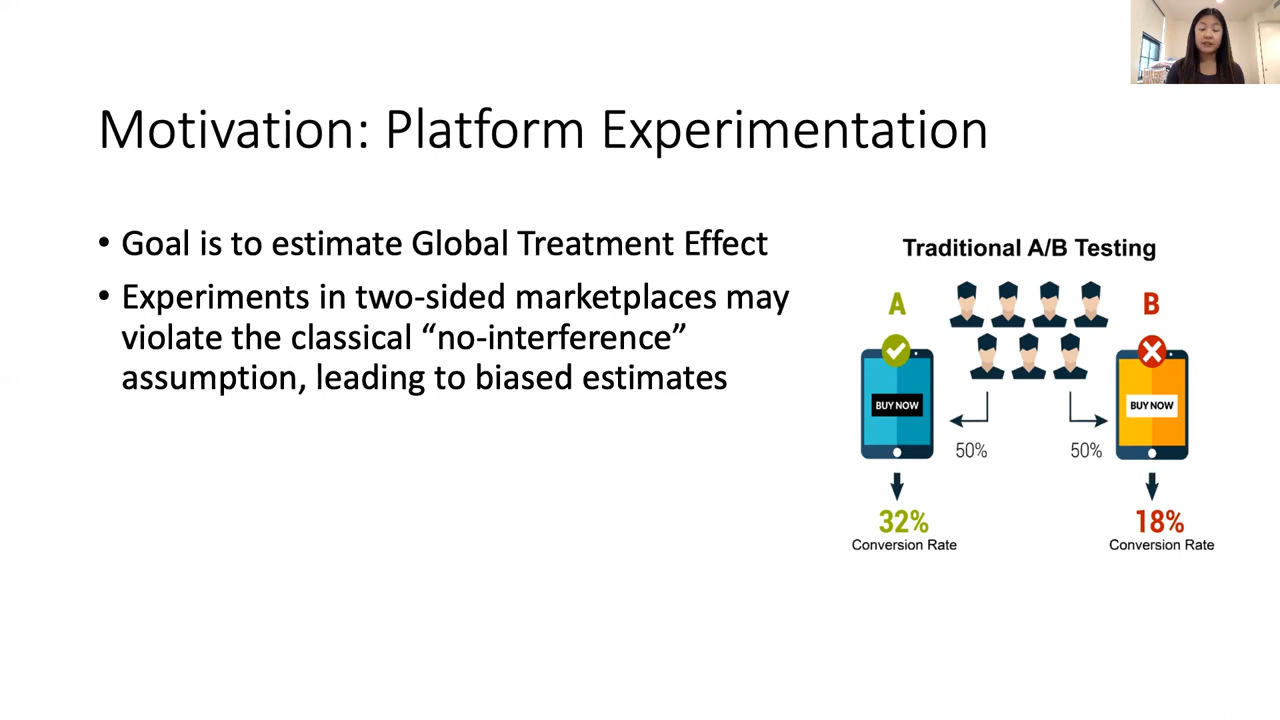 Motivation: Platform Experimentation
• Goal is to estimate Global Treatment Effect
• Experiments in two-sided marketplaces may
violate the classical “no-interference”
assumption, leading to biased estimates
Traditional A/B Testing
A
B
BUY NOW
BUY NOW
50%
50%
32%
18%
Conversion Rate
Conversion Rate